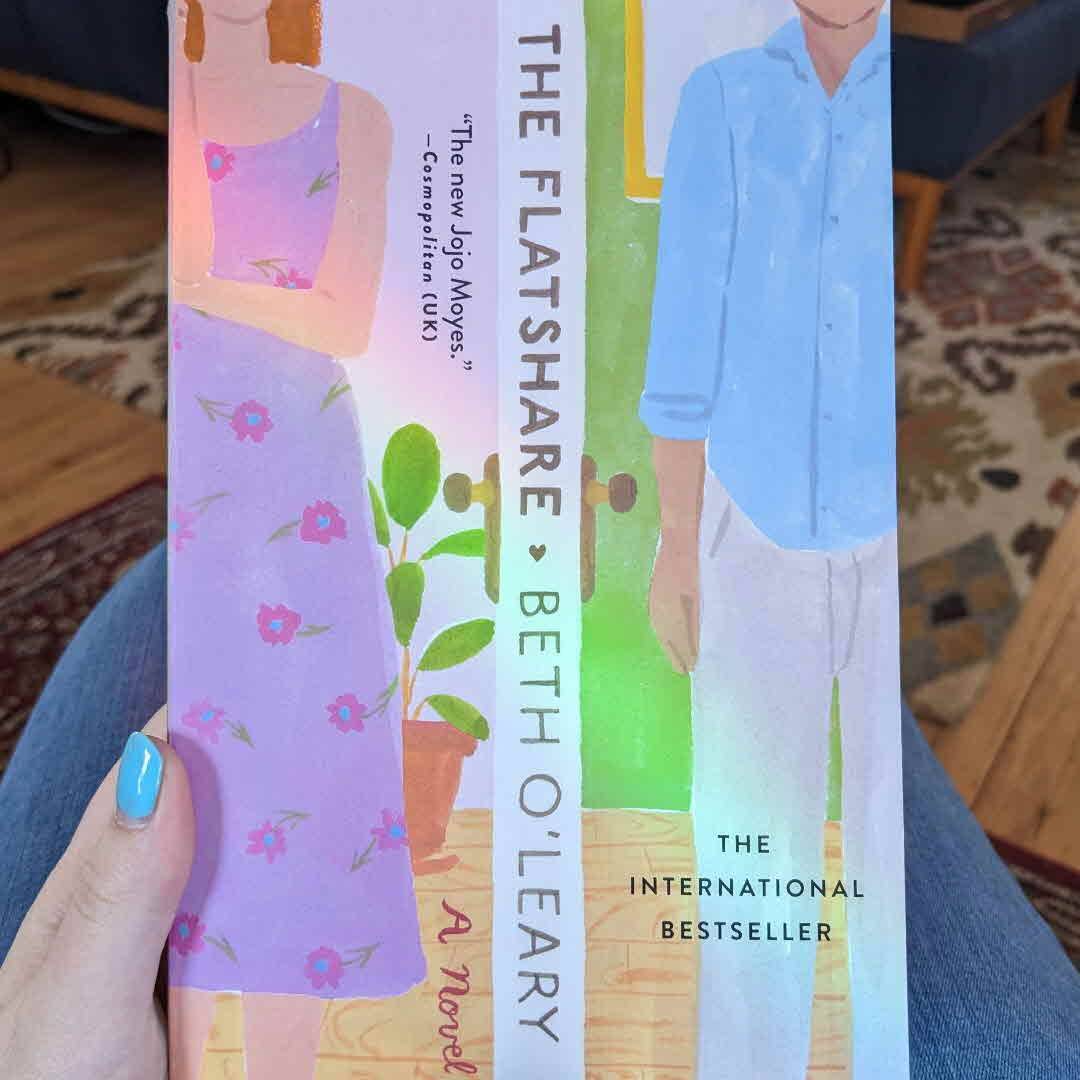 THE FLATSHARE ♥ BETH O'LEARY
“The new Jojo Moyes.”
—Cosmopolitan (UK)
A Novel
THE
INTERNATIONAL
BESTSELLER